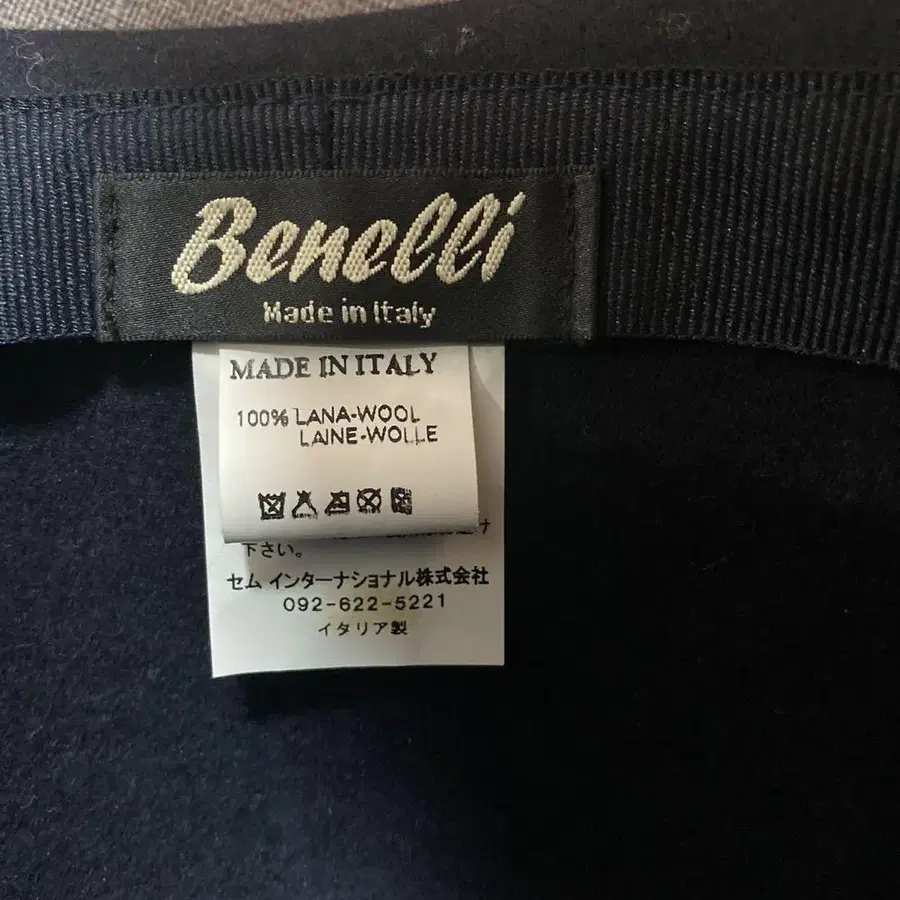 Benelli
Made in Italy
MADE IN ITALY
100% LANA-WOOL
LAINE-WOLLE
下さい。
セム インターナショナル株式会社
092-622-5221
イタリア製